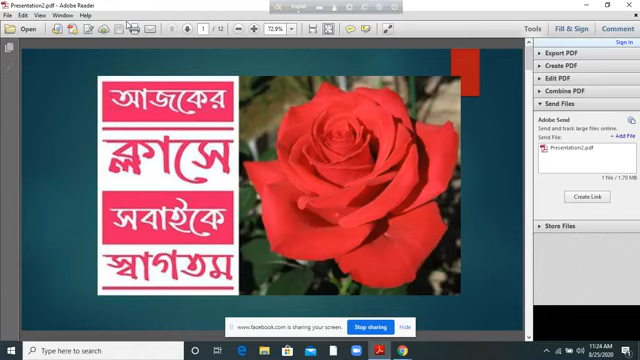 Presentation2.pdf - Adobe Reader
English
File Edit View Window Help
Open
1 / 12
72.9%
Tools Fill & Sign Comment
Sign In
Export PDF
Create PDF
Edit PDF
Combine PDF
Send Files
Adobe Send
Send and track large files online.
Send File:
+ Add File
Presentation2.pdf
1 file / 1.70 MB
Create Link
Store Files
আজকের
ক্লাসে
সবাইকে
স্বাগতম
www.facebook.com is sharing your screen.
Stop sharing
Hide
Type here to search
11:24 AM
8/25/2020